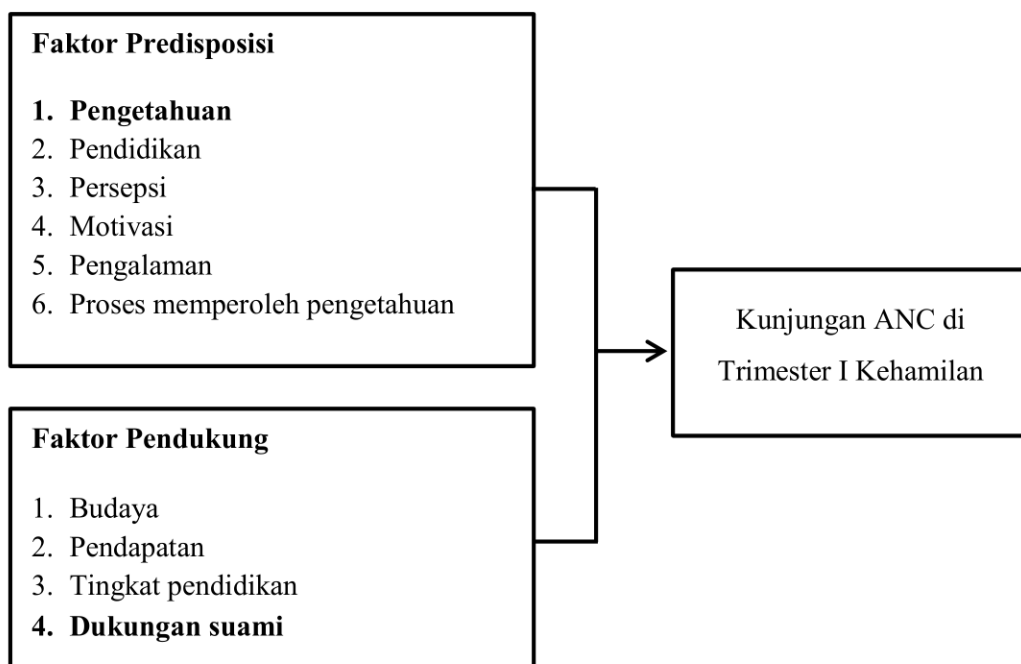 Faktor Predisposisi
1. Pengetahuan
2. Pendidikan
3. Persepsi
4. Motivasi
5. Pengalaman
6. Proses memperoleh pengetahuan
Faktor Pendukung
1. Budaya
2. Pendapatan
3. Tingkat pendidikan
4. Dukungan suami
Kunjungan ANC di
Trimester I Kehamilan